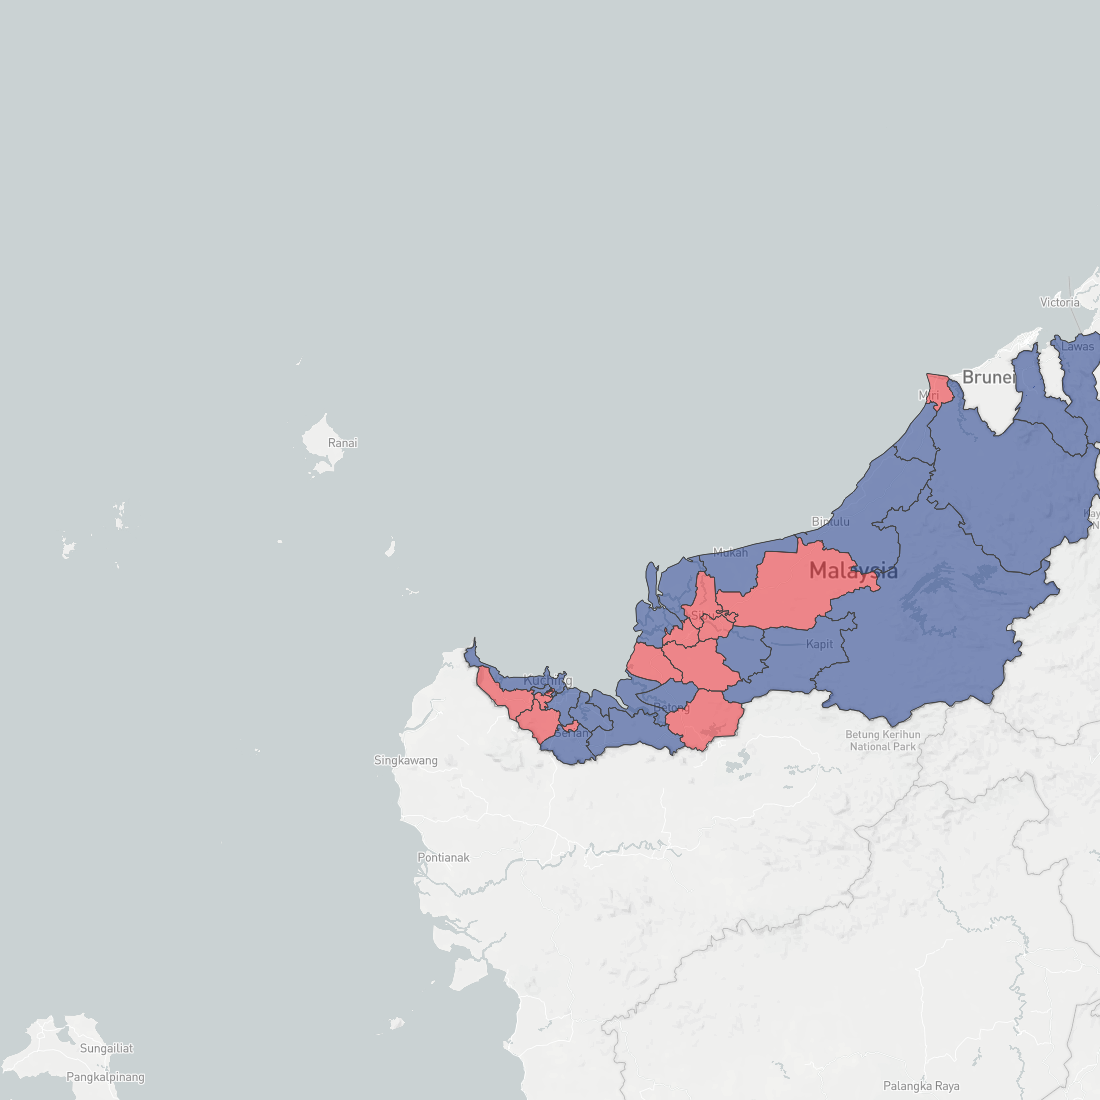 Victoria
Lawas
Brunei
Miri
Ranai
Bintulu
Mukah
Malaysia
Sibu
Kapit
Kuching
Betong
Serian
Betung Kerihun
National Park
Singkawang
Pontianak
Sungailiat
Pangkalpinang
Palangka Raya